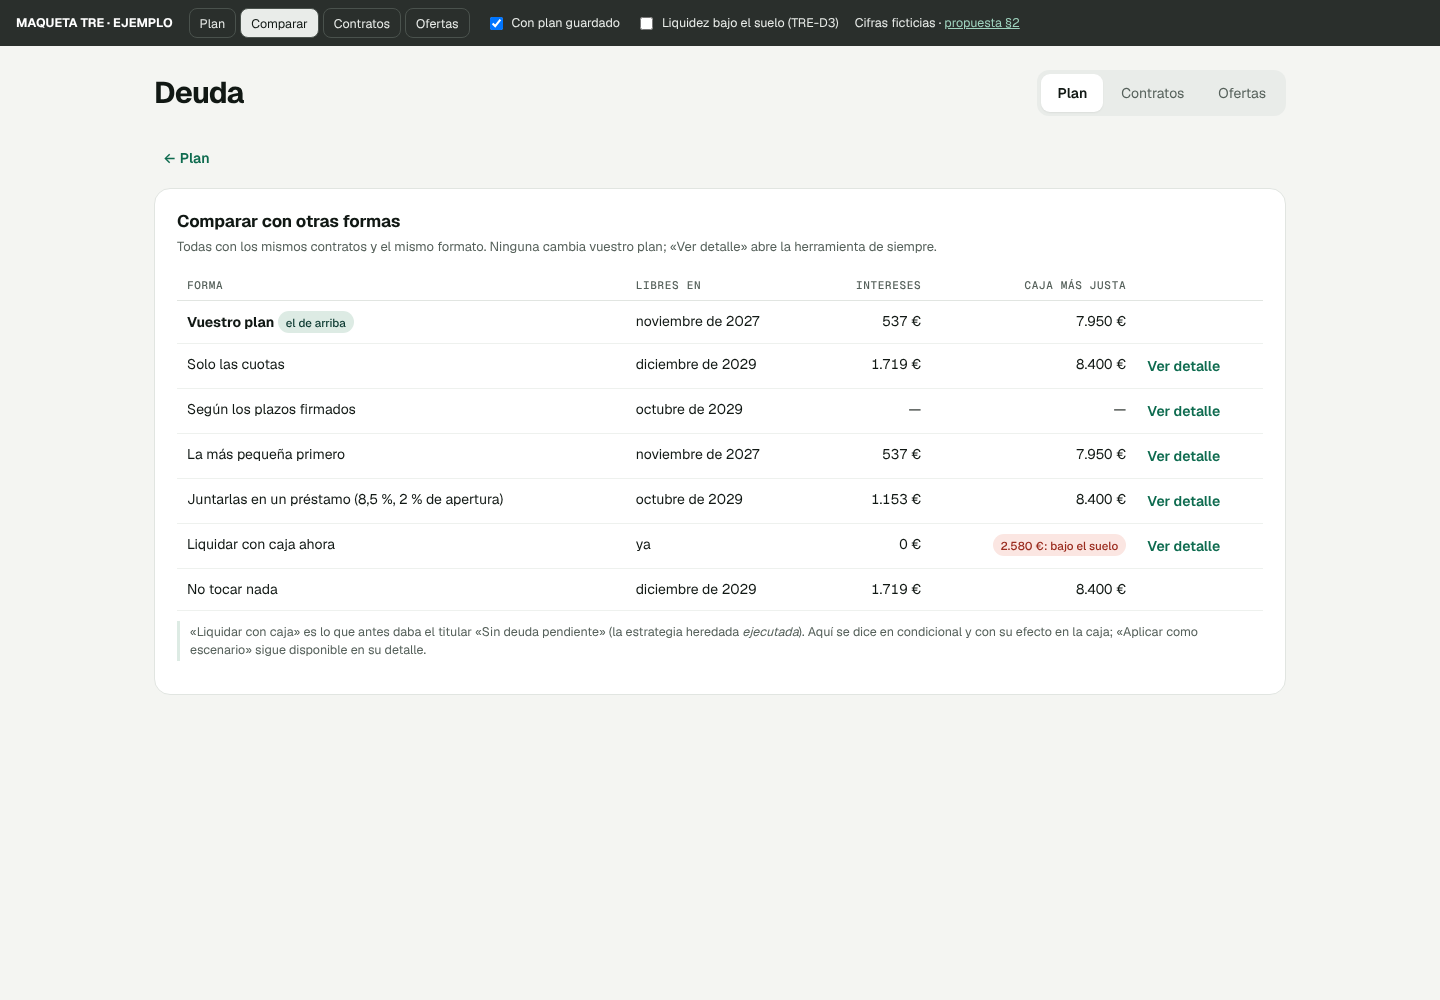 MAQUETA TRE · EJEMPLO Plan Comparar Contratos Ofertas Con plan guardado Liquidez bajo el suelo (TRE-D3) Cifras ficticias · propuesta §2
Deuda Plan Contratos Ofertas
← Plan
Comparar con otras formas
Todas con los mismos contratos y el mismo formato. Ninguna cambia vuestro plan; «Ver detalle» abre la herramienta de siempre.
FORMA LIBRES EN INTERESES CAJA MÁS JUSTA
Vuestro plan el de arriba noviembre de 2027 537 € 7.950 €
Solo las cuotas diciembre de 2029 1.719 € 8.400 € Ver detalle
Según los plazos firmados octubre de 2029 — — Ver detalle
La más pequeña primero noviembre de 2027 537 € 7.950 € Ver detalle
Juntarlas en un préstamo (8,5 %, 2 % de apertura) octubre de 2029 1.153 € 8.400 € Ver detalle
Liquidar con caja ahora ya 0 € 2.580 €: bajo el suelo Ver detalle
No tocar nada diciembre de 2029 1.719 € 8.400 €
«Liquidar con caja» es lo que antes daba el titular «Sin deuda pendiente» (la estrategia heredada ejecutada). Aquí se dice en condicional y con su efecto en la caja; «Aplicar como
escenario» sigue disponible en su detalle.